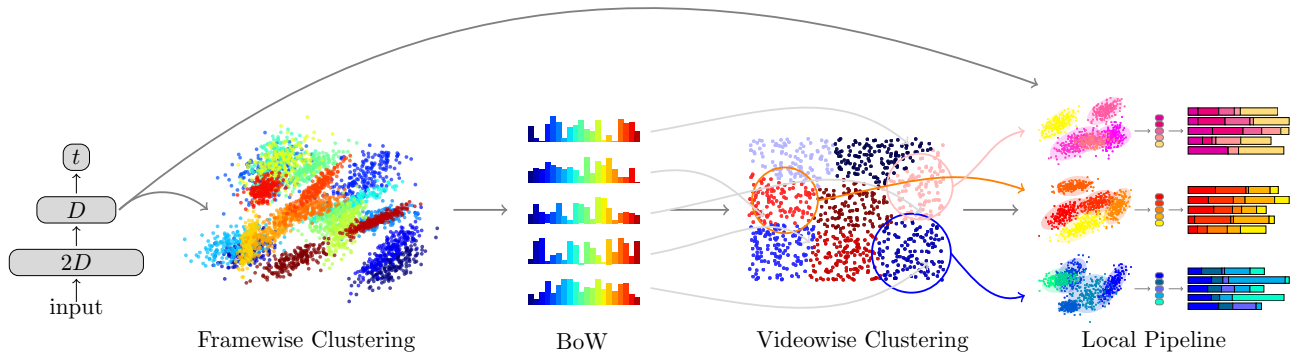 t
D
2D
input
Framewise Clustering
BoW
Videowise Clustering
Local Pipeline